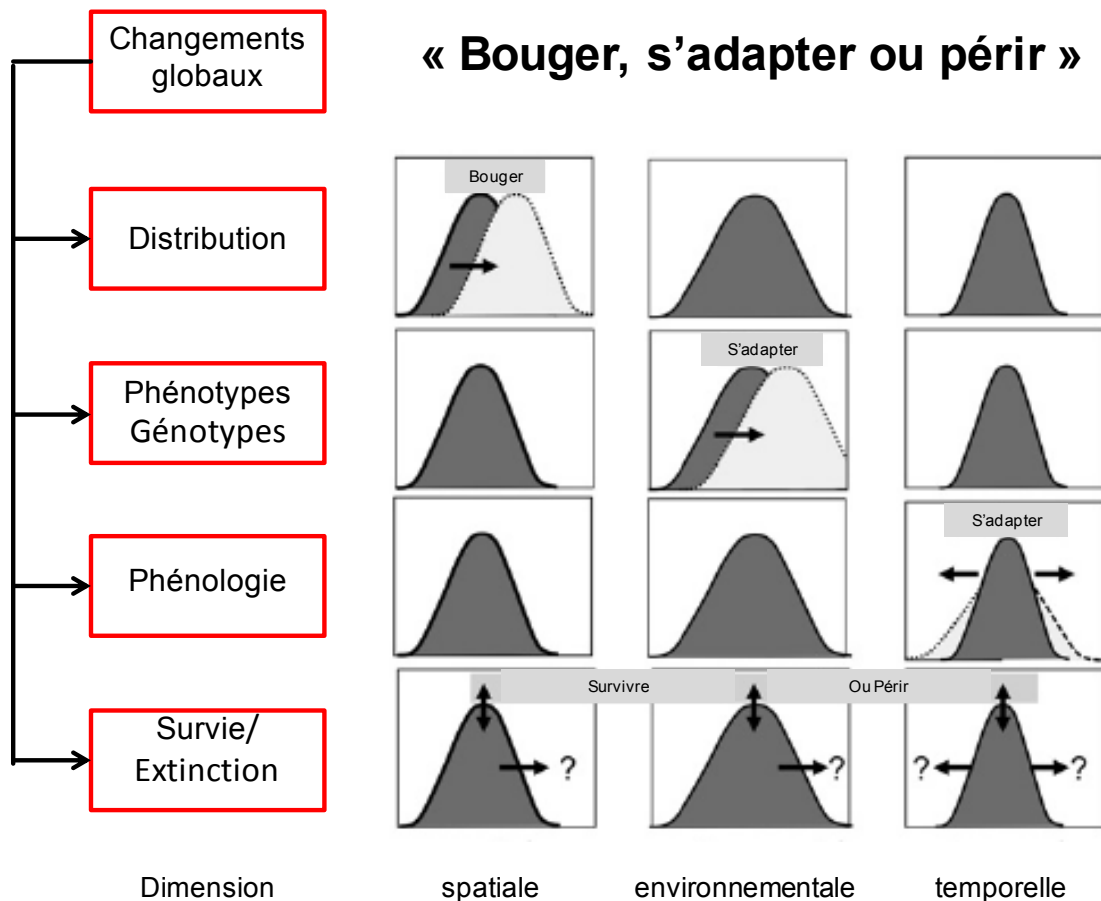 Changements
globaux
« Bouger, s’adapter ou périr »
Bouger
Distribution
S’adapter
Phénotypes
Génotypes
S’adapter
Phénologie
Survivre
Ou Périr
Survie/
Extinction
?
?
?
?
Dimension
spatiale
environnementale
temporelle